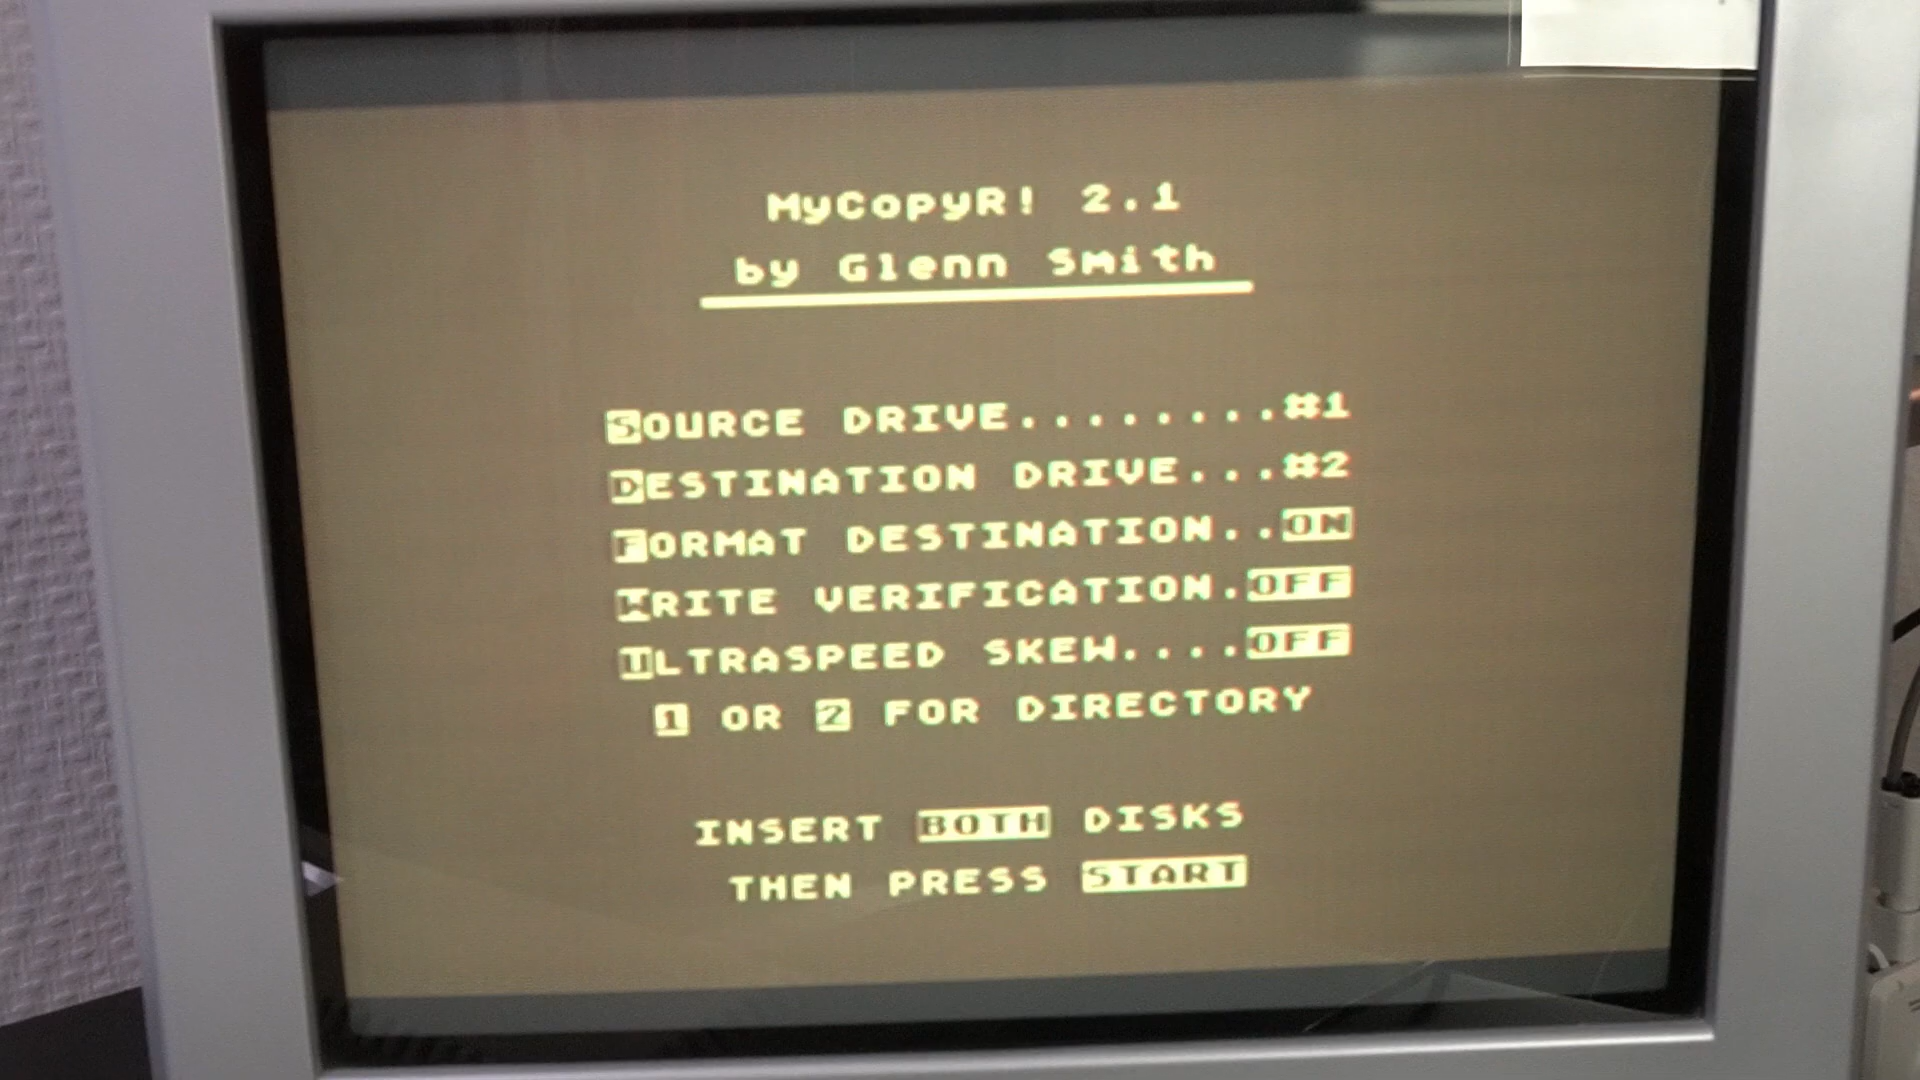 MyCopyR! 2.1
by Glenn Smith
SOURCE DRIVE........#1
DESTINATION DRIVE...#2
FORMAT DESTINATION..ON
WRITE VERIFICATION.OFF
ULTRASPEED SKEW....OFF
1 OR 2 FOR DIRECTORY
INSERT BOTH DISKS
THEN PRESS START